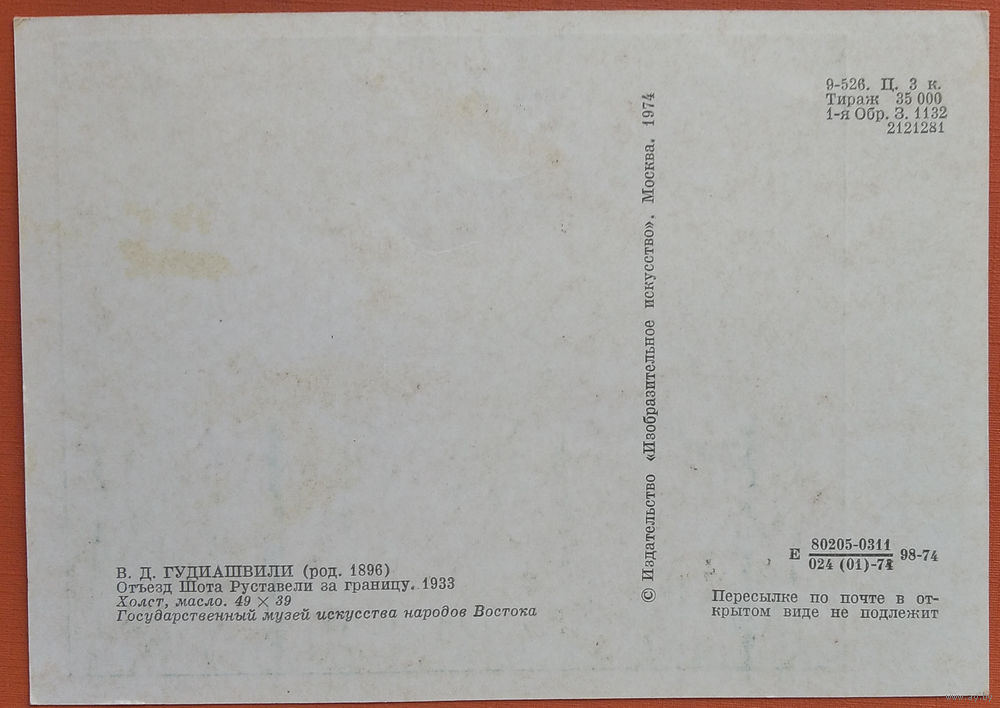 9-526. Ц. 3 к.
Тираж 35 000
1-я Обр. З. 1132
2121281
© Издательство «Изобразительное искусство». Москва. 1974
В. Д. ГУДИАШВИЛИ (род. 1896)
Отъезд Шота Руставели за границу. 1933
Холст, масло. 49 × 39
Государственный музей искусства народов Востока
Е 80205-0311 98-74
024 (01)-74
Пересылке по почте в от-
крытом виде не подлежит